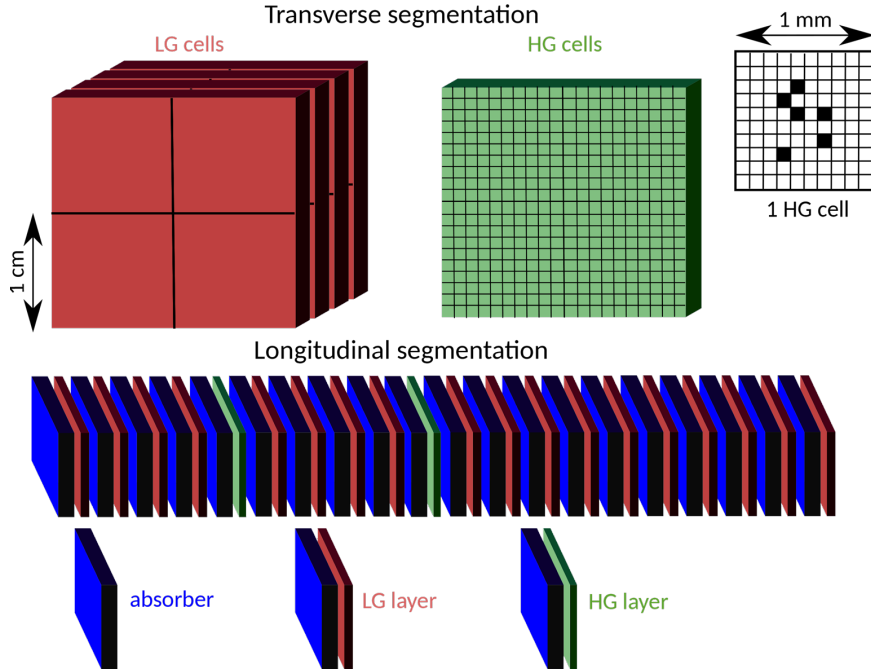 Transverse segmentation
LG cells
HG cells
1 mm
1 HG cell
1 cm
Longitudinal segmentation
absorber
LG layer
HG layer